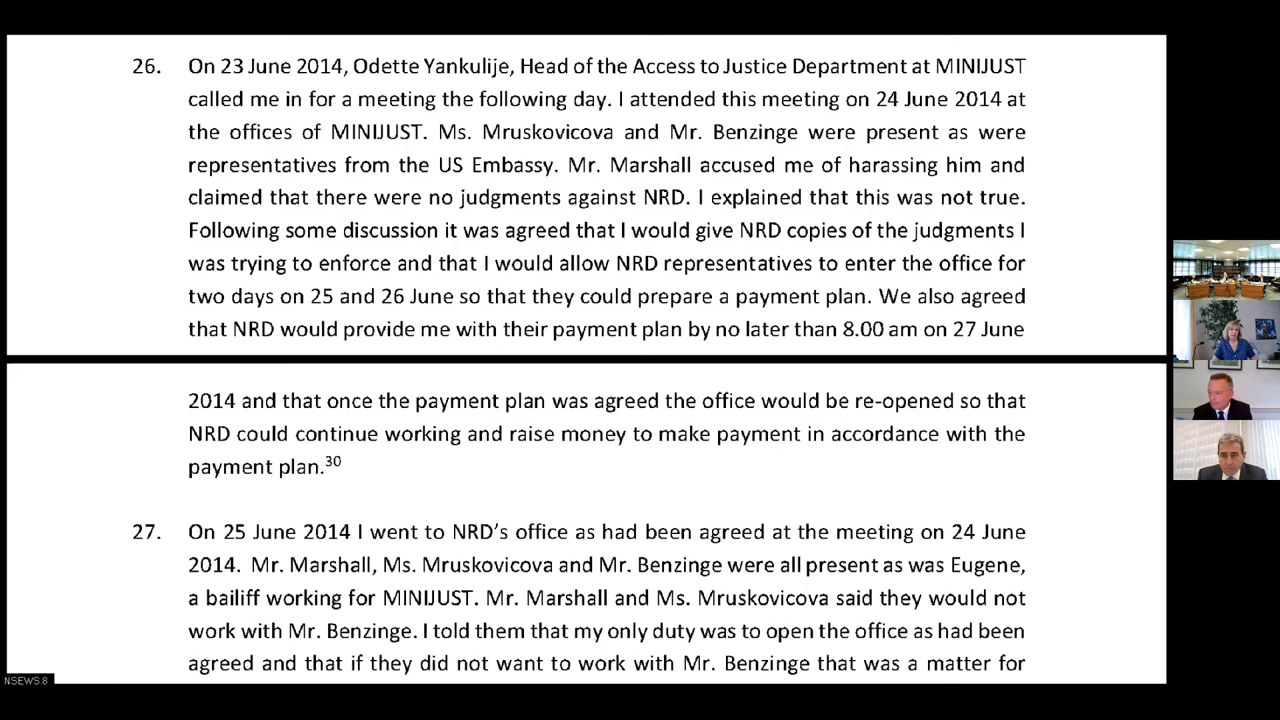 26. On 23 June 2014, Odette Yankulije, Head of the Access to Justice Department at MINIJUST
called me in for a meeting the following day. I attended this meeting on 24 June 2014 at
the offices of MINIJUST. Ms. Mruskovicova and Mr. Benzinge were present as were
representatives from the US Embassy. Mr. Marshall accused me of harassing him and
claimed that there were no judgments against NRD. I explained that this was not true.
Following some discussion it was agreed that I would give NRD copies of the judgments I
was trying to enforce and that I would allow NRD representatives to enter the office for
two days on 25 and 26 June so that they could prepare a payment plan. We also agreed
that NRD would provide me with their payment plan by no later than 8.00 am on 27 June
2014 and that once the payment plan was agreed the office would be re-opened so that
NRD could continue working and raise money to make payment in accordance with the
payment plan.30
27. On 25 June 2014 I went to NRD's office as had been agreed at the meeting on 24 June
2014. Mr. Marshall, Ms. Mruskovicova and Mr. Benzinge were all present as was Eugene,
a bailiff working for MINIJUST. Mr. Marshall and Ms. Mruskovicova said they would not
work with Mr. Benzinge. I told them that my only duty was to open the office as had been
agreed and that if they did not want to work with Mr. Benzinge that was a matter for
NSEWS.8